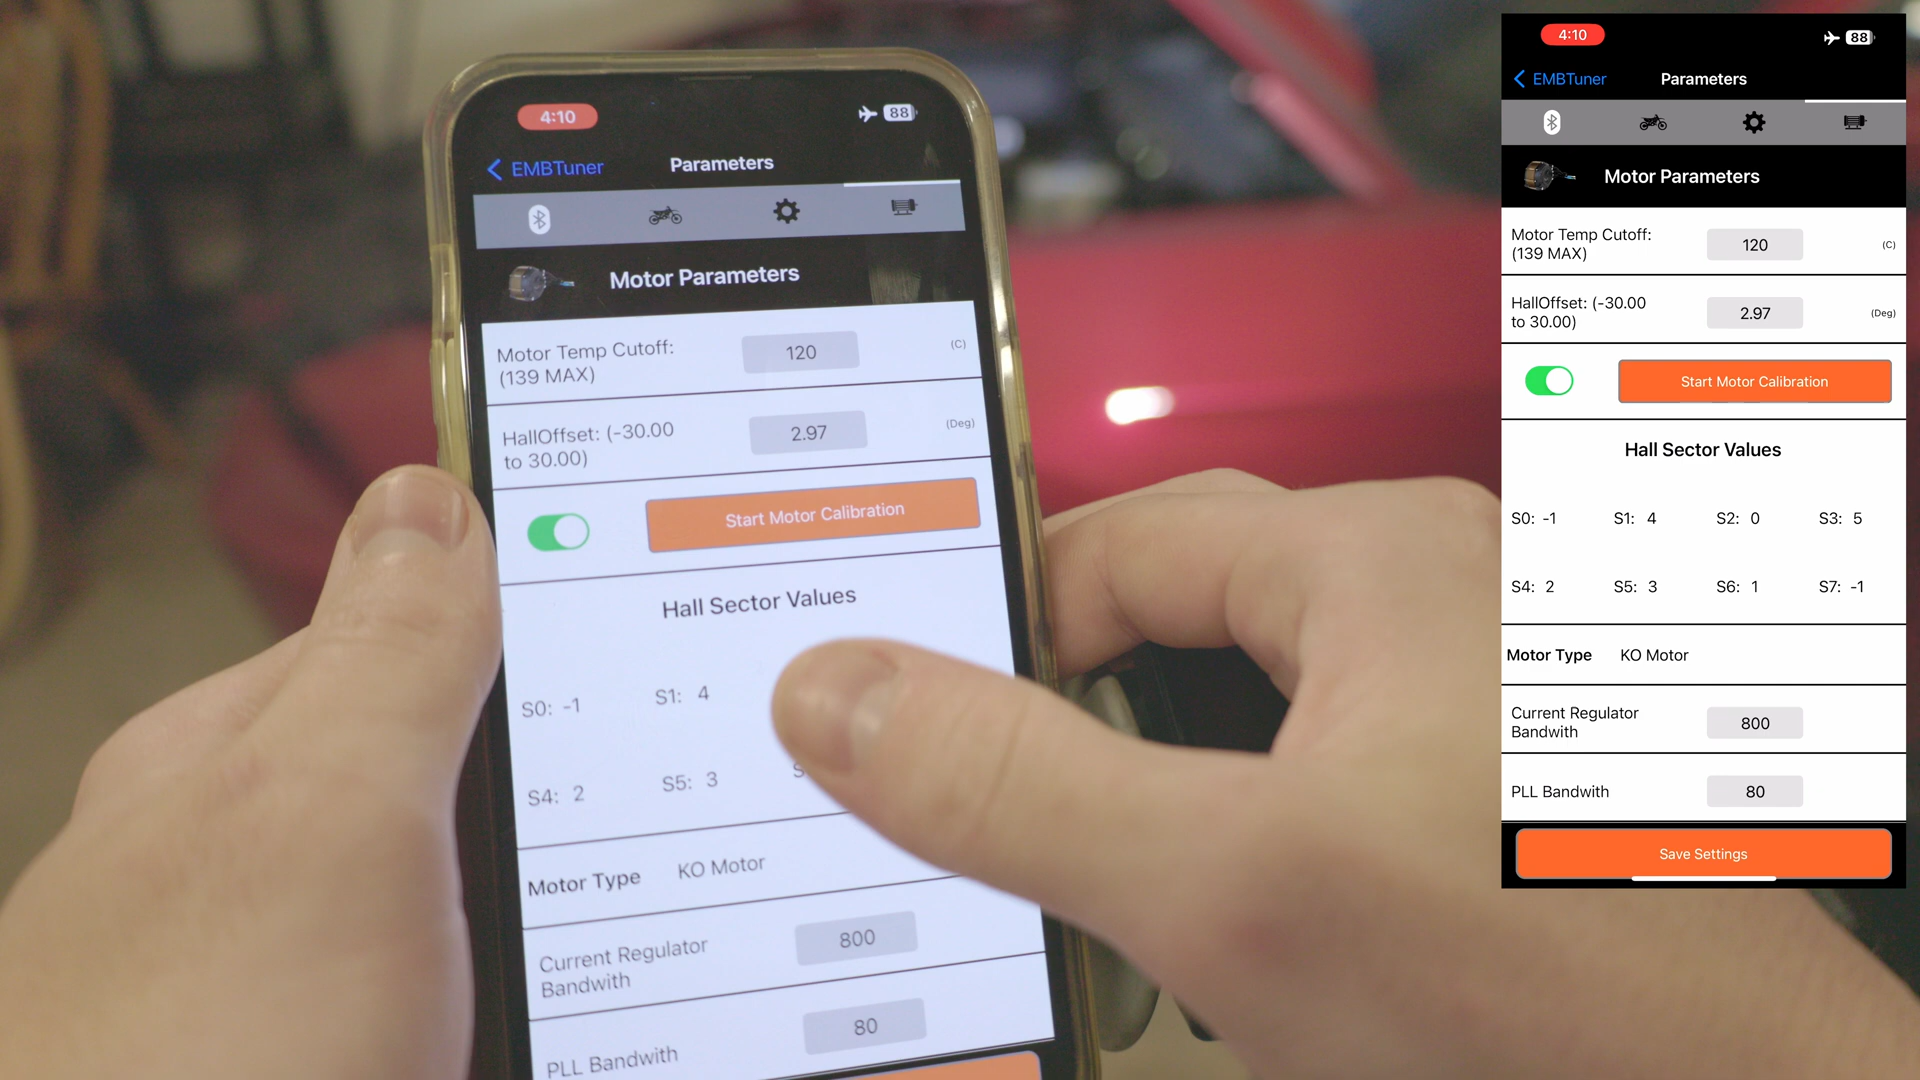 4:10
88
EMBTuner
Parameters
Motor Parameters
Motor Temp Cutoff:
(139 MAX)
120
(C)
HallOffset: (-30.00
to 30.00)
2.97
(Deg)
Start Motor Calibration
Hall Sector Values
S0: -1
S1: 4
S4: 2
S5: 3
S
Motor Type
KO Motor
Current Regulator
Bandwith
800
PLL Bandwith
80
4:10
88
EMBTuner
Parameters
Motor Parameters
Motor Temp Cutoff:
(139 MAX)
120
(C)
HallOffset: (-30.00
to 30.00)
2.97
(Deg)
Start Motor Calibration
Hall Sector Values
S0: -1
S1: 4
S2: 0
S3: 5
S4: 2
S5: 3
S6: 1
S7: -1
Motor Type
KO Motor
Current Regulator
Bandwith
800
PLL Bandwith
80
Save Settings